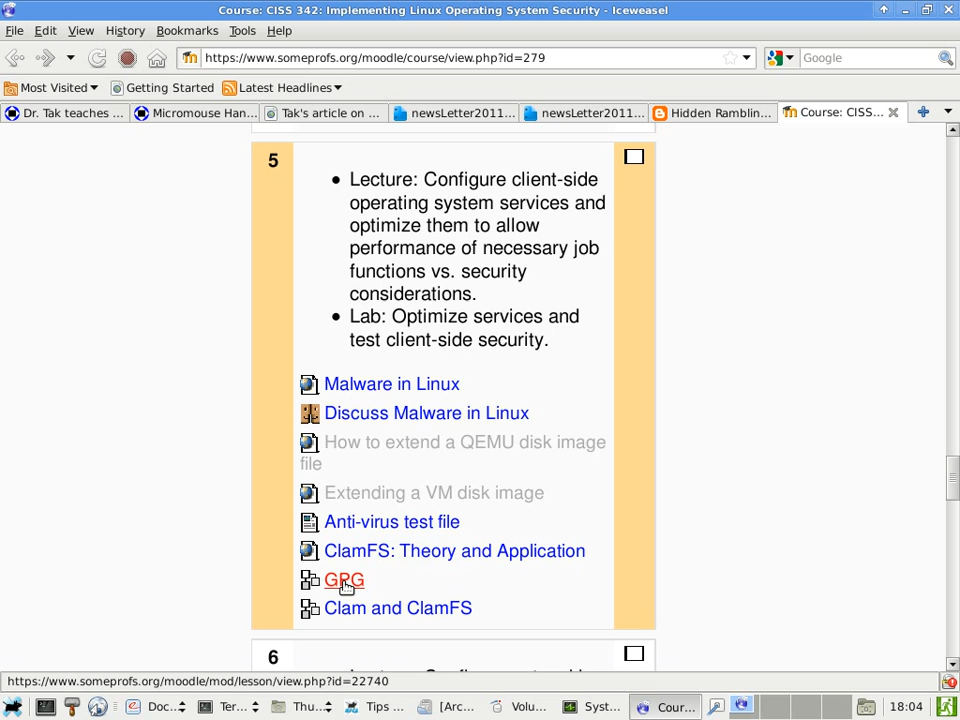 Course: CISS 342: Implementing Linux Operating System Security - Iceweasel
File Edit View History Bookmarks Tools Help
https://www.someprofs.org/moodle/course/view.php?id=279
Google
Most Visited Getting Started Latest Headlines
Dr. Tak teaches ... Micromouse Han... Tak's article on ... newsLetter2011... newsLetter2011... Hidden Ramblin... Course: CISS...
5
• Lecture: Configure client-side
operating system services and
optimize them to allow
performance of necessary job
functions vs. security
considerations.
• Lab: Optimize services and
test client-side security.
Malware in Linux
Discuss Malware in Linux
How to extend a QEMU disk image
file
Extending a VM disk image
Anti-virus test file
ClamFS: Theory and Application
GPG
Clam and ClamFS
6
https://www.someprofs.org/moodle/mod/lesson/view.php?id=22740
Doc... Ter... Thu... Tips ... [Arc... Volu... Syst... Cour... 18:04